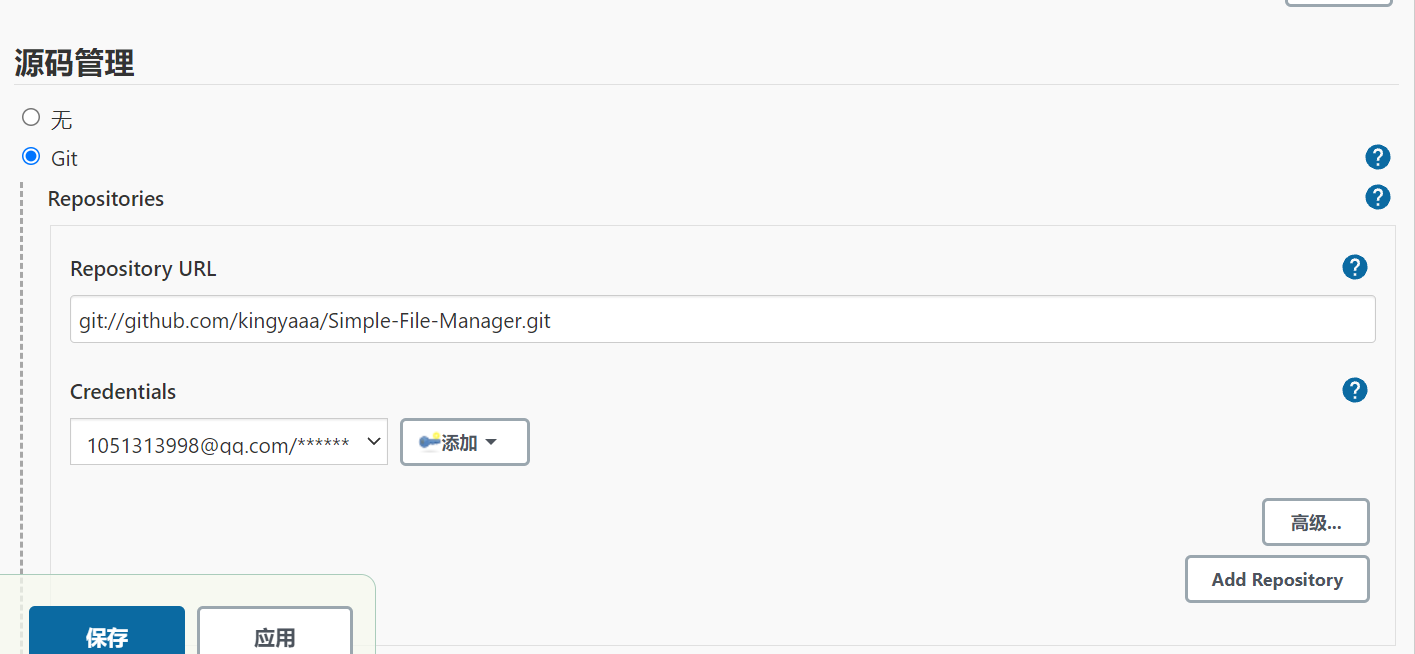 源码管理
无
Git
?
Repositories
?
Repository URL
?
git://github.com/kingyaaa/Simple-File-Manager.git
Credentials
?
1051313998@qq.com/******
添加
高级...
Add Repository
保存
应用